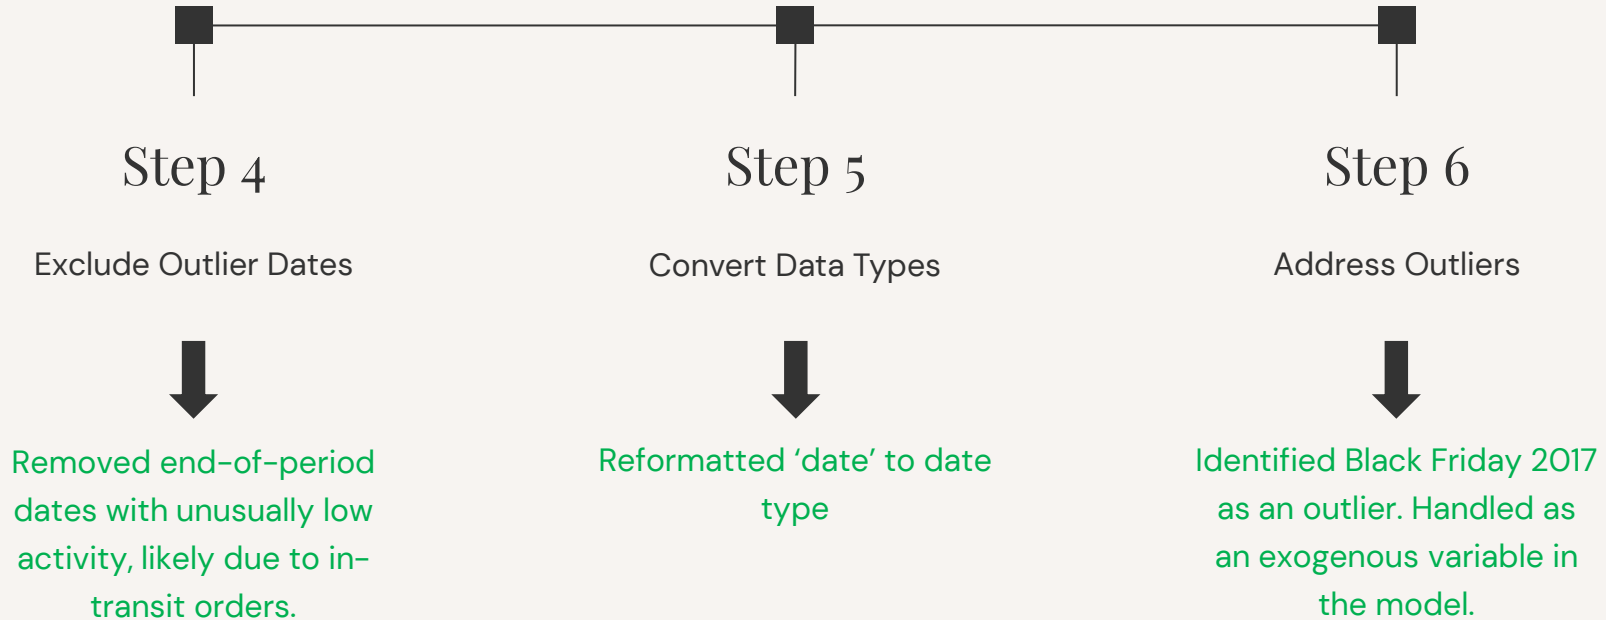 Step 4
Exclude Outlier Dates
Removed end-of-period
dates with unusually low
activity, likely due to in-
transit orders.
Step 5
Convert Data Types
Reformatted ‘date’ to date
type
Step 6
Address Outliers
Identified Black Friday 2017
as an outlier. Handled as
an exogenous variable in
the model.